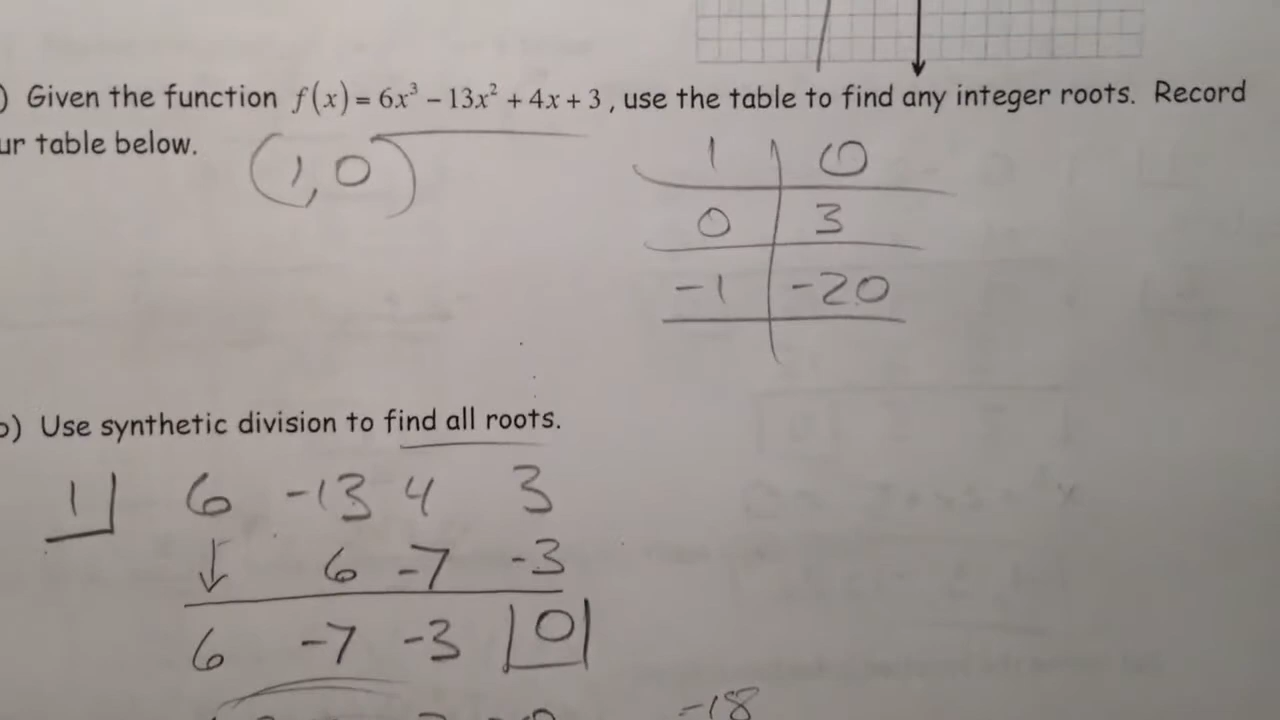 ) Given the function f(x) = 6x³ − 13x² + 4x + 3, use the table to find any integer roots. Record
ur table below.
(1, 0)
1 0
0 3
-1 -20
b) Use synthetic division to find all roots.
1 6 -13 4 3
↓ 6 -7 -3
6 -7 -3 0
-18